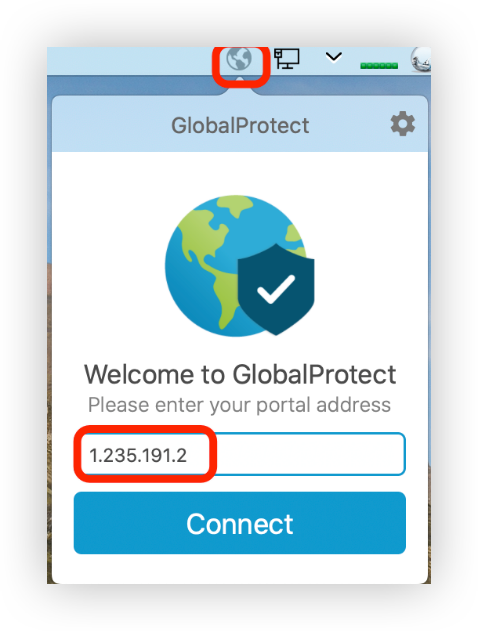 GlobalProtect
Welcome to GlobalProtect
Please enter your portal address
1.235.191.2
Connect